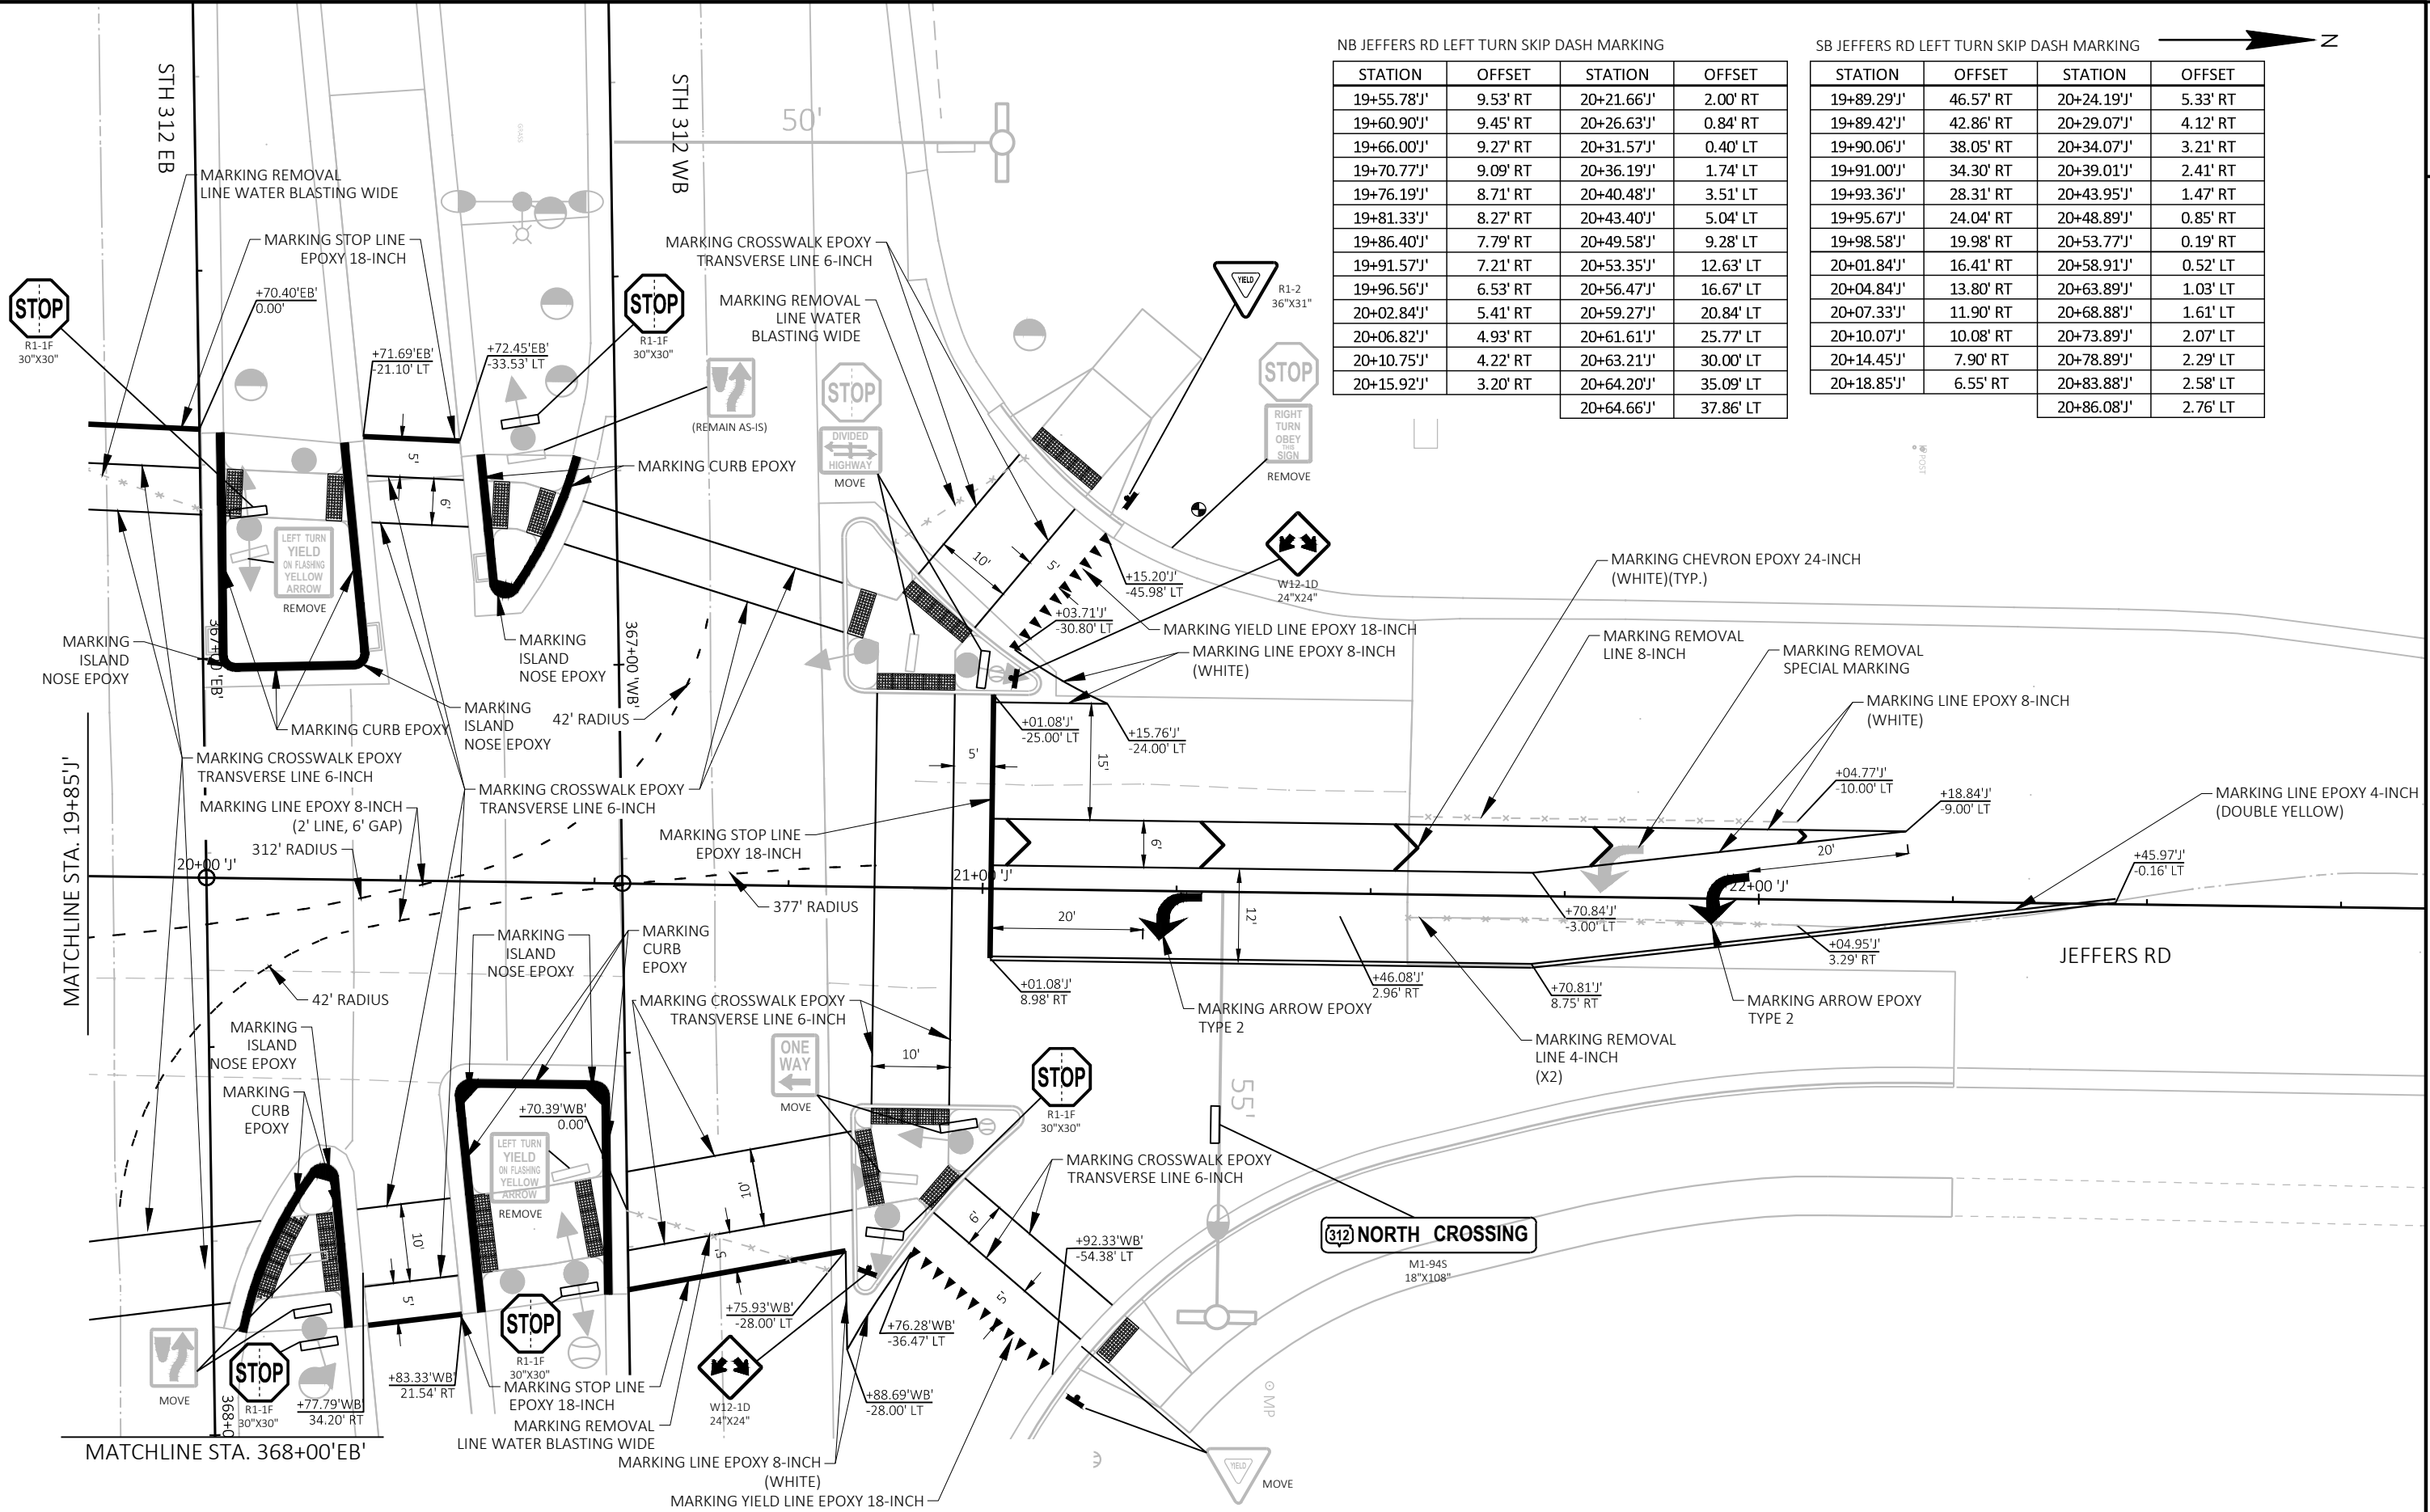 NB JEFFERS RD LEFT TURN SKIP DASH MARKING
STATION OFFSET STATION OFFSET
19+55.78'J' 9.53' RT 20+21.66'J' 2.00' RT
19+60.90'J' 9.45' RT 20+26.63'J' 0.84' RT
19+66.00'J' 9.27' RT 20+31.57'J' 0.40' LT
19+70.77'J' 9.09' RT 20+36.19'J' 1.74' LT
19+76.19'J' 8.71' RT 20+40.48'J' 3.51' LT
19+81.33'J' 8.27' RT 20+43.40'J' 5.04' LT
19+86.40'J' 7.79' RT 20+49.58'J' 9.28' LT
19+91.57'J' 7.21' RT 20+53.35'J' 12.63' LT
19+96.56'J' 6.53' RT 20+56.47'J' 16.67' LT
20+02.84'J' 5.41' RT 20+59.27'J' 20.84' LT
20+06.82'J' 4.93' RT 20+61.61'J' 25.77' LT
20+10.75'J' 4.22' RT 20+63.21'J' 30.00' LT
20+15.92'J' 3.20' RT 20+64.20'J' 35.09' LT
20+64.66'J' 37.86' LT
SB JEFFERS RD LEFT TURN SKIP DASH MARKING
STATION OFFSET STATION OFFSET
19+89.29'J' 46.57' RT 20+24.19'J' 5.33' RT
19+89.42'J' 42.86' RT 20+29.07'J' 4.12' RT
19+90.06'J' 38.05' RT 20+34.07'J' 3.21' RT
19+91.00'J' 34.30' RT 20+39.01'J' 2.41' RT
19+93.36'J' 28.31' RT 20+43.95'J' 1.47' RT
19+95.67'J' 24.04' RT 20+48.89'J' 0.85' RT
19+98.58'J' 19.98' RT 20+53.77'J' 0.19' RT
20+01.84'J' 16.41' RT 20+58.91'J' 0.52' LT
20+04.84'J' 13.80' RT 20+63.89'J' 1.03' LT
20+07.33'J' 11.90' RT 20+68.88'J' 1.61' LT
20+10.07'J' 10.08' RT 20+73.89'J' 2.07' LT
20+14.45'J' 7.90' RT 20+78.89'J' 2.29' LT
20+18.85'J' 6.55' RT 20+83.88'J' 2.58' LT
20+86.08'J' 2.76' LT
N
STH 312 EB
STH 312 WB
50'
MARKING REMOVAL
LINE WATER BLASTING WIDE
MARKING STOP LINE
EPOXY 18-INCH
STOP
R1-1F
30"X30"
+70.40'EB'
0.00'
+71.69'EB'
-21.10' LT
+72.45'EB'
-33.53' LT
STOP
R1-1F
30"X30"
(REMAIN AS-IS)
MARKING CROSSWALK EPOXY
TRANSVERSE LINE 6-INCH
MARKING REMOVAL
LINE WATER
BLASTING WIDE
STOP
DIVIDED
HIGHWAY
MOVE
YIELD
R1-2
36"X31"
STOP
RIGHT
TURN
OBEY
THIS
SIGN
REMOVE
POST
5'
6'
MARKING CURB EPOXY
LEFT TURN
YIELD
ON FLASHING
YELLOW
ARROW
REMOVE
10'
5'
W12-1D
24"X24"
+15.20'J'
-45.98' LT
+03.71'J'
-30.80' LT
MARKING YIELD LINE EPOXY 18-INCH
MARKING LINE EPOXY 8-INCH
(WHITE)
MARKING CHEVRON EPOXY 24-INCH
(WHITE)(TYP.)
MARKING REMOVAL
LINE 8-INCH
MARKING REMOVAL
SPECIAL MARKING
MARKING LINE EPOXY 8-INCH
(WHITE)
MARKING
ISLAND
NOSE EPOXY
367+00 'EB'
MARKING
ISLAND
NOSE EPOXY
367+00 'WB'
MARKING CURB EPOXY
MARKING
ISLAND
NOSE EPOXY
42' RADIUS
+01.08'J'
-25.00' LT
+15.76'J'
-24.00' LT
5'
15'
MARKING CROSSWALK EPOXY
TRANSVERSE LINE 6-INCH
MARKING CROSSWALK EPOXY
TRANSVERSE LINE 6-INCH
MARKING LINE EPOXY 8-INCH
(2' LINE, 6' GAP)
312' RADIUS
MARKING STOP LINE
EPOXY 18-INCH
+04.77'J'
-10.00' LT
+18.84'J'
-9.00' LT
MARKING LINE EPOXY 4-INCH
(DOUBLE YELLOW)
MATCHLINE STA. 19+85'J'
20+00 'J'
21+00 'J'
22+00 'J'
6'
20'
+45.97'J'
-0.16' LT
377' RADIUS
20'
12'
+70.84'J'
-3.00' LT
+04.95'J'
3.29' RT
JEFFERS RD
MARKING
ISLAND
NOSE EPOXY
MARKING
CURB
EPOXY
42' RADIUS
+01.08'J'
8.98' RT
+46.08'J'
2.96' RT
+70.81'J'
8.75' RT
MARKING ARROW EPOXY
TYPE 2
MARKING ARROW EPOXY
TYPE 2
MARKING REMOVAL
LINE 4-INCH
(X2)
MARKING CROSSWALK EPOXY
TRANSVERSE LINE 6-INCH
MARKING
ISLAND
NOSE EPOXY
MARKING
CURB
EPOXY
10'
ONE
WAY
MOVE
STOP
R1-1F
30"X30"
55'
+70.39'WB'
0.00'
LEFT TURN
YIELD
ON FLASHING
YELLOW
ARROW
REMOVE
MARKING CROSSWALK EPOXY
TRANSVERSE LINE 6-INCH
10'
5'
6'
5'
10'
5'
312 NORTH CROSSING
M1-94S
18"X108"
+92.33'WB'
-54.38' LT
+75.93'WB'
-28.00' LT
+76.28'WB'
-36.47' LT
+88.69'WB'
-28.00' LT
MOVE
STOP
R1-1F
30"X30"
+77.79'WB'
34.20' RT
+83.33'WB'
21.54' RT
STOP
R1-1F
30"X30"
MARKING STOP LINE
EPOXY 18-INCH
W12-1D
24"X24"
MARKING REMOVAL
LINE WATER BLASTING WIDE
MARKING LINE EPOXY 8-INCH
(WHITE)
MARKING YIELD LINE EPOXY 18-INCH
368+0
MATCHLINE STA. 368+00'EB'
MP
YIELD
MOVE